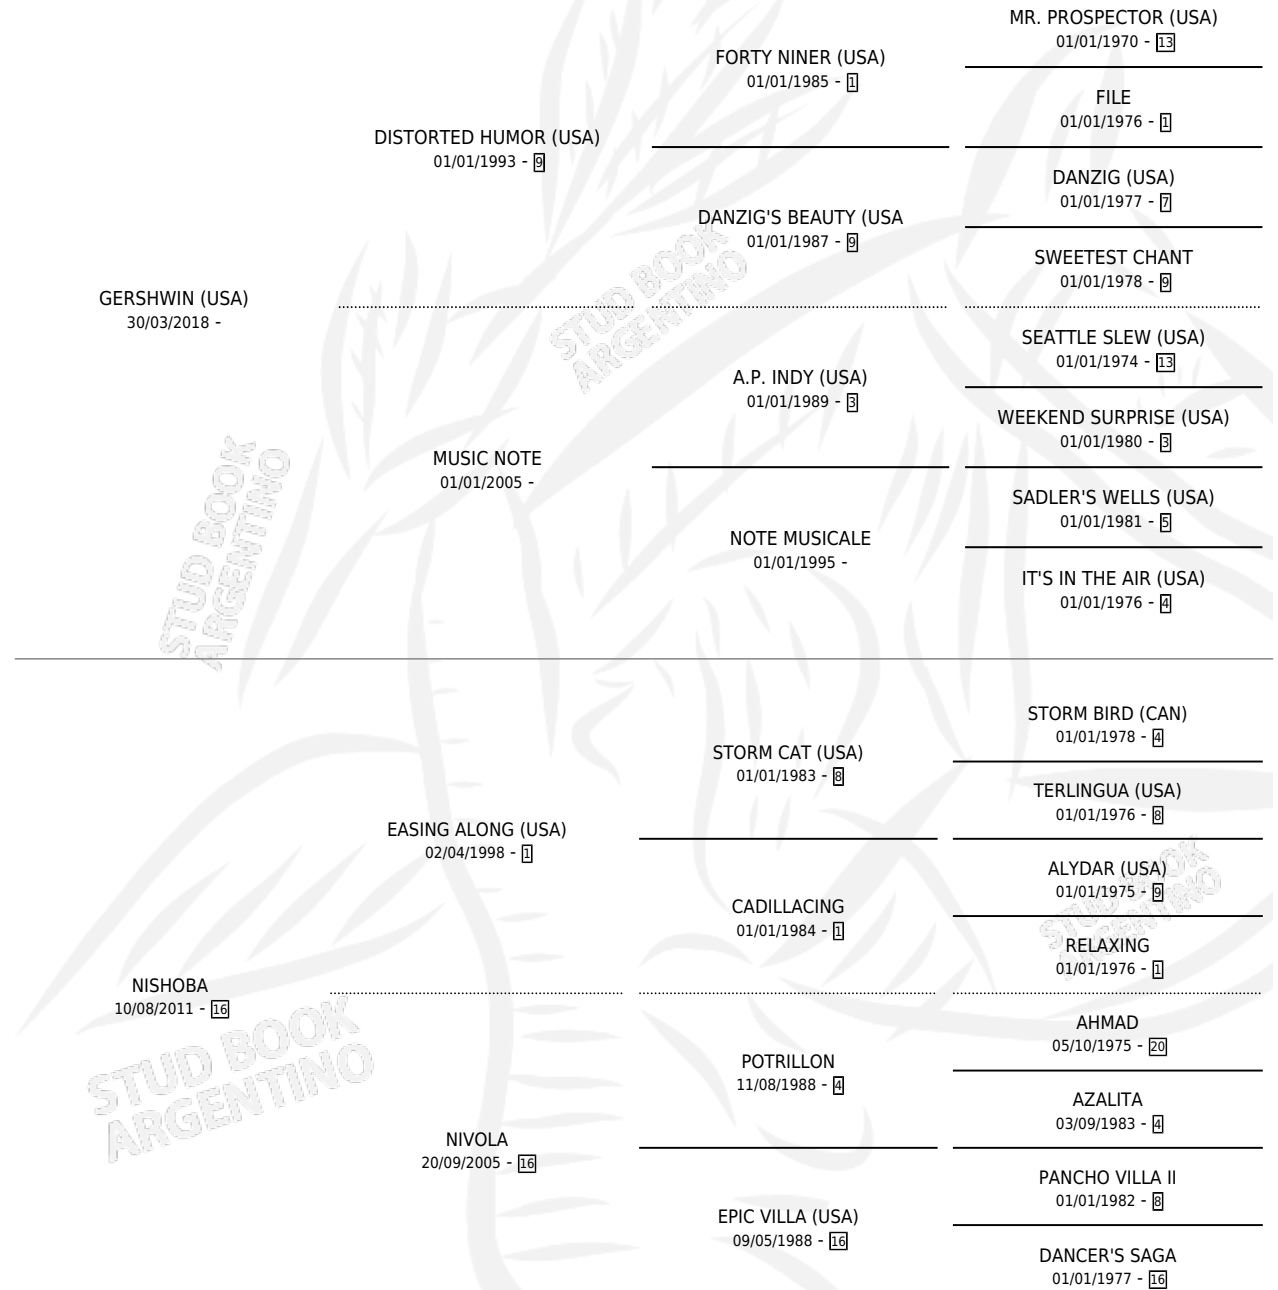 MR. PROSPECTOR (USA)
01/01/1970 - 13
FORTY NINER (USA)
01/01/1985 - 1
FILE
01/01/1976 - 1
DISTORTED HUMOR (USA)
01/01/1993 - 9
DANZIG (USA)
01/01/1977 - 7
DANZIG'S BEAUTY (USA
01/01/1987 - 9
SWEETEST CHANT
01/01/1978 - 9
GERSHWIN (USA)
30/03/2018 -
SEATTLE SLEW (USA)
01/01/1974 - 13
A.P. INDY (USA)
01/01/1989 - 3
WEEKEND SURPRISE (USA)
01/01/1980 - 3
MUSIC NOTE
01/01/2005 -
SADLER'S WELLS (USA)
01/01/1981 - 5
NOTE MUSICALE
01/01/1995 -
IT'S IN THE AIR (USA)
01/01/1976 - 4
STORM BIRD (CAN)
01/01/1978 - 4
STORM CAT (USA)
01/01/1983 - 8
TERLINGUA (USA)
01/01/1976 - 8
EASING ALONG (USA)
02/04/1998 - 1
ALYDAR (USA)
01/01/1975 - 9
CADILLACING
01/01/1984 - 1
RELAXING
01/01/1976 - 1
NISHOBA
10/08/2011 - 16
AHMAD
05/10/1975 - 20
POTRILLON
11/08/1988 - 4
AZALITA
03/09/1983 - 4
NIVOLA
20/09/2005 - 16
PANCHO VILLA II
01/01/1982 - 8
EPIC VILLA (USA)
09/05/1988 - 16
DANCER'S SAGA
01/01/1977 - 16
STUD BOOK
ARGENTINO
STUD BOOK
ARGENTINO
STUD BOOK
ARGENTINO
STUD BOOK
ARGENTINO